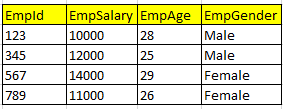 EmpId EmpSalary EmpAge EmpGender
123 10000 28 Male
345 12000 25 Male
567 14000 29 Female
789 11000 26 Female